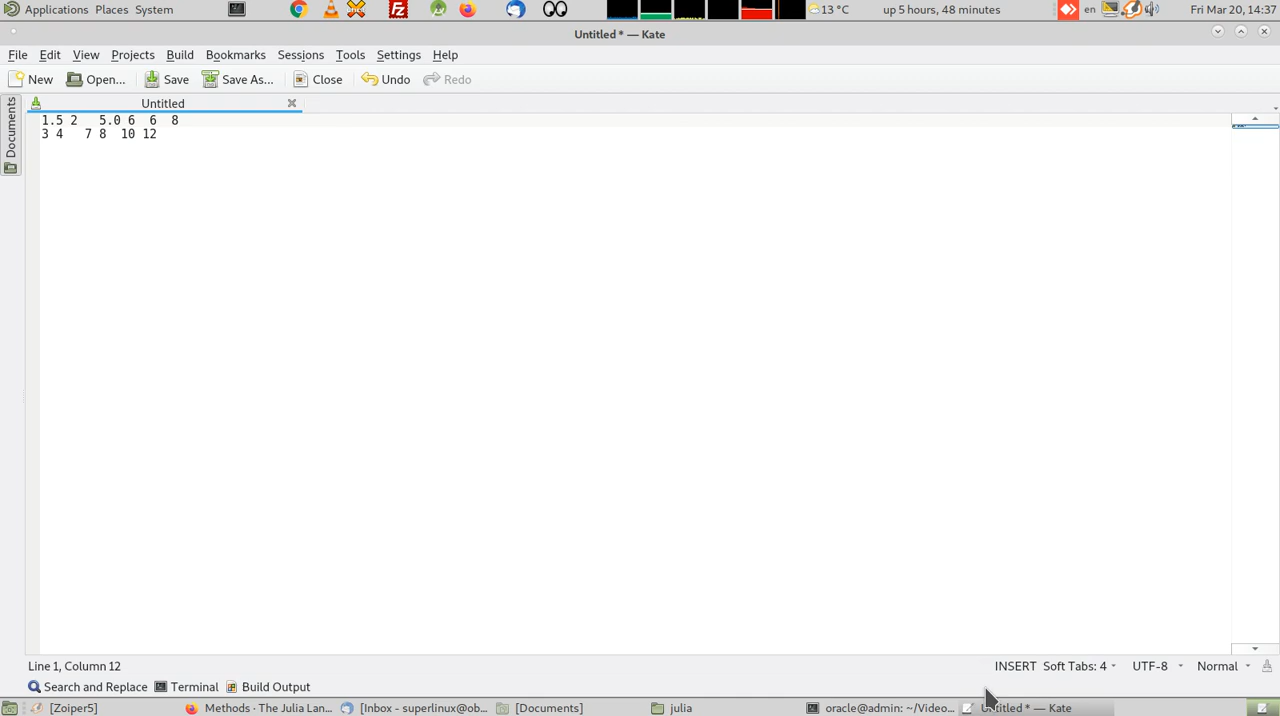 Applications Places System 13 °C up 5 hours, 48 minutes en Fri Mar 20, 14:37
Untitled * — Kate
File Edit View Projects Build Bookmarks Sessions Tools Settings Help
New Open... Save Save As... Close Undo Redo
Documents
Untitled
1.5 2   5.0 6  6  8
3 4   7 8  10 12
Line 1, Column 12 INSERT Soft Tabs: 4 UTF-8 Normal
Search and Replace Terminal Build Output
[Zoiper5] Methods · The Julia Lan... [Inbox - superlinux@ob... [Documents] julia oracle@admin: ~/Video... Untitled * — Kate